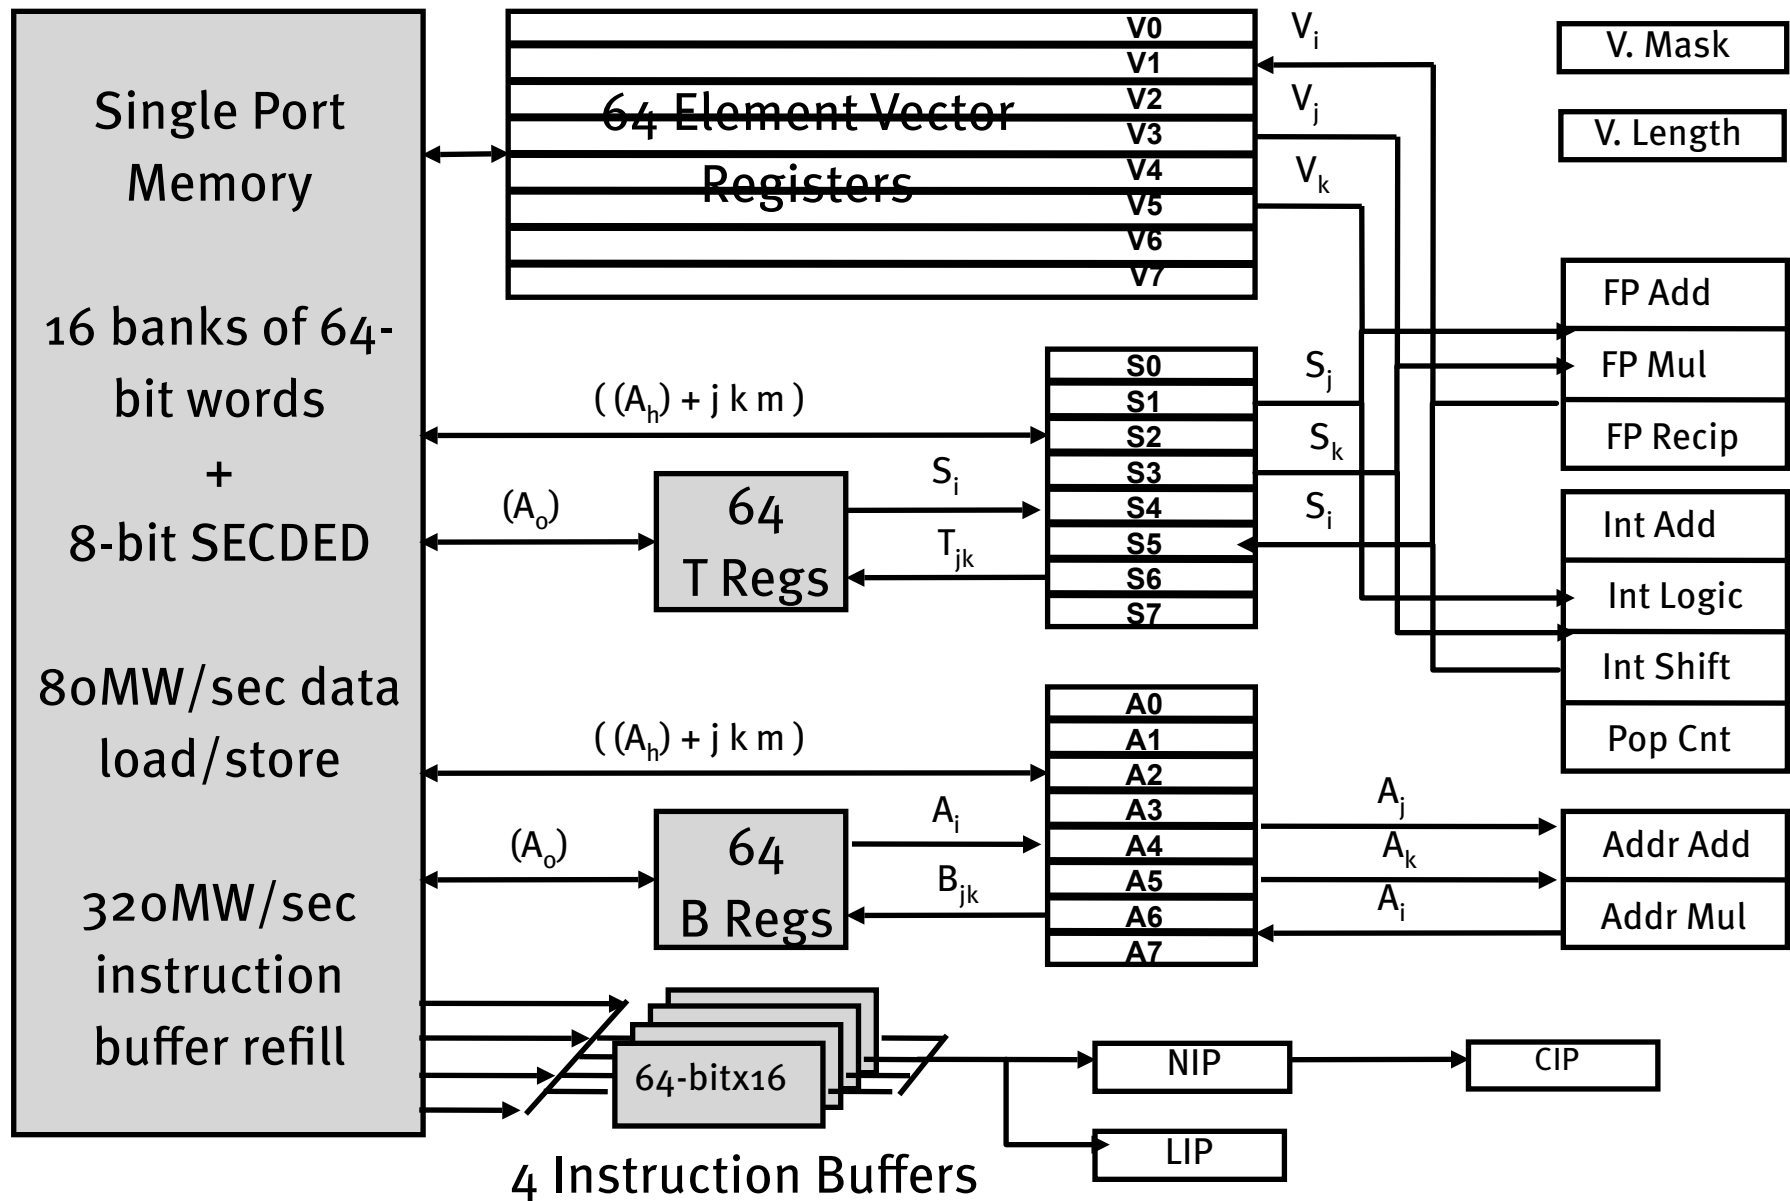 Single Port
Memory
16 banks of 64-
bit words
+
8-bit SECDED
80MW/sec data
load/store
320MW/sec
instruction
buffer refill
V0
V1
V2
V3
V4
V5
V6
V7
64 Element Vector
Registers
Vi
Vj
Vk
V. Mask
V. Length
FP Add
FP Mul
FP Recip
Int Add
Int Logic
Int Shift
Pop Cnt
( (Ah) + j k m )
(Ao)
64
T Regs
Si
Tjk
S0
S1
S2
S3
S4
S5
S6
S7
Sj
Sk
Si
( (Ah) + j k m )
(Ao)
64
B Regs
Ai
Bjk
A0
A1
A2
A3
A4
A5
A6
A7
Aj
Ak
Ai
Addr Add
Addr Mul
64-bitx16
4 Instruction Buffers
NIP
CIP
LIP